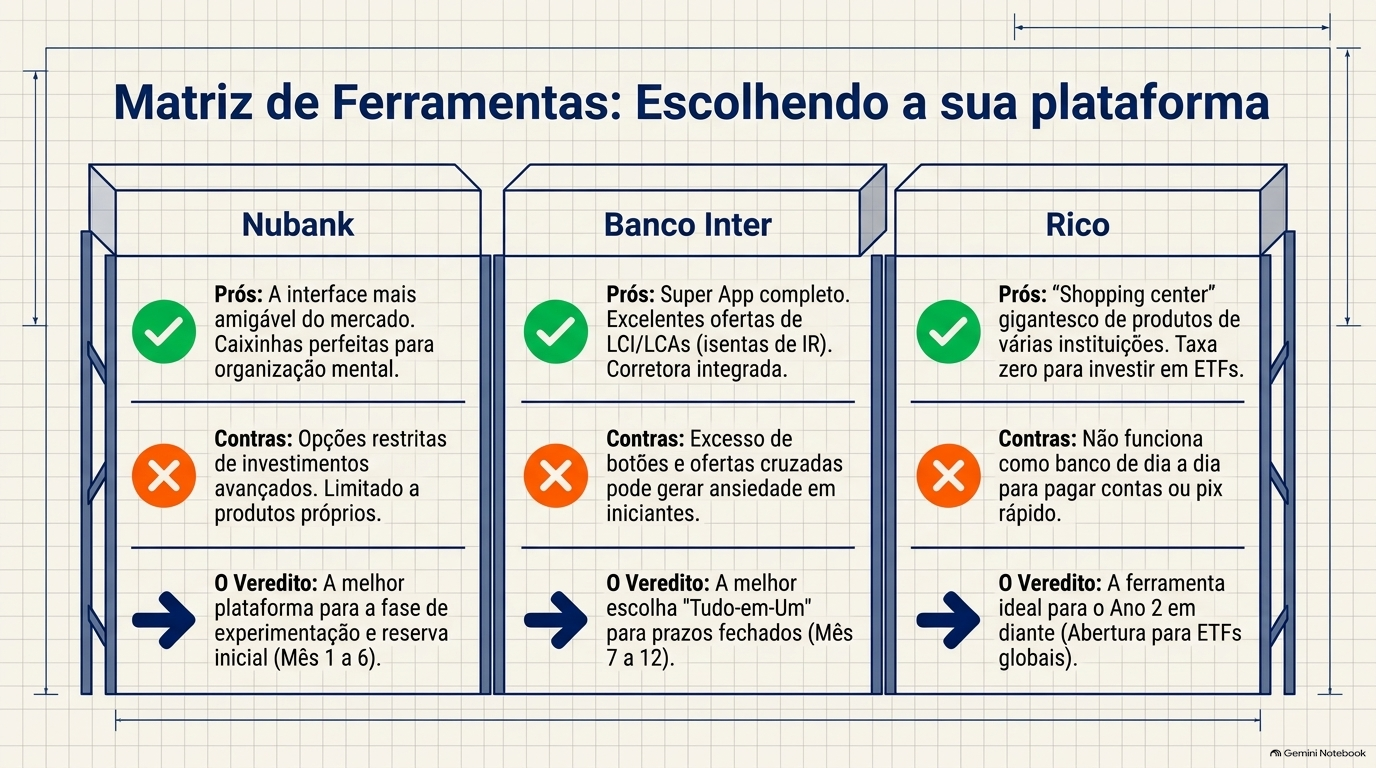 Matriz de Ferramentas: Escolhendo a sua plataforma
Nubank
Prós: A interface mais
amigável do mercado.
Caixinhas perfeitas para
organização mental.
Contras: Opções restritas
de investimentos
avançados. Limitado a
produtos próprios.
O Veredito: A melhor
plataforma para a fase de
experimentação e reserva
inicial (Mês 1 a 6).
Banco Inter
Prós: Super App completo.
Excelentes ofertas de
LCI/LCAs (isentas de IR).
Corretora integrada.
Contras: Excesso de
botões e ofertas cruzadas
pode gerar ansiedade em
iniciantes.
O Veredito: A melhor
escolha "Tudo-em-Um"
para prazos fechados (Mês
7 a 12).
Rico
Prós: “Shopping center”
gigantesco de produtos de
várias instituições. Taxa
zero para investir em ETFs.
Contras: Não funciona
como banco de dia a dia
para pagar contas ou pix
rápido.
O Veredito: A ferramenta
ideal para o Ano 2 em
diante (Abertura para ETFs
globais).
Gemini Notebook